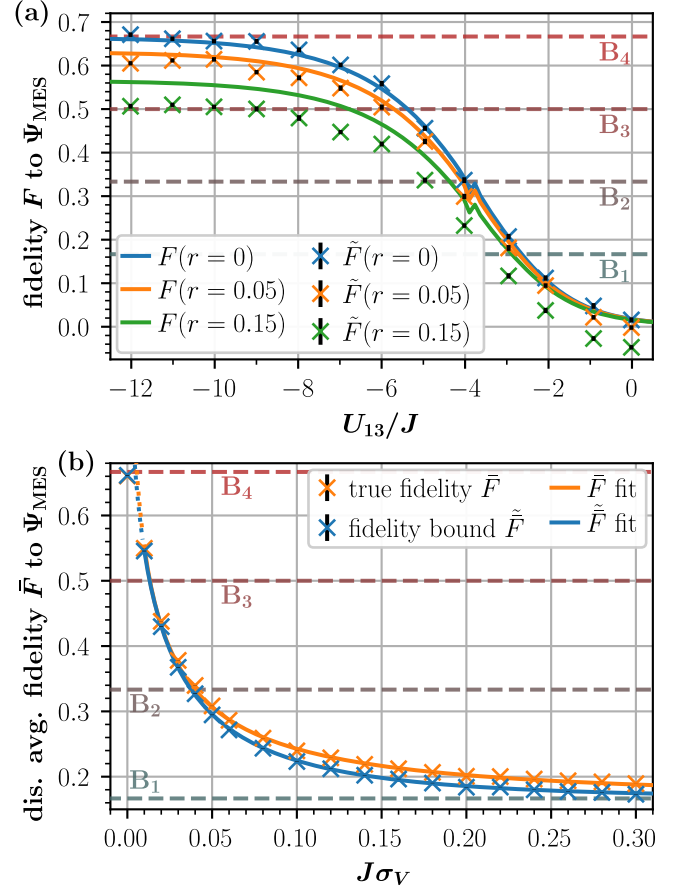 (a)
fidelity F to Ψ̄_MES
0.7
0.6
0.5
0.4
0.3
0.2
0.1
0.0
B₄
B₃
B₂
B₁
F(r = 0)
F(r = 0.05)
F(r = 0.15)
F̃(r = 0)
F̃(r = 0.05)
F̃(r = 0.15)
−12 −10 −8 −6 −4 −2 0
U₁₃/J
(b)
dis. avg. fidelity F̄ to Ψ̄_MES
0.6
0.5
0.4
0.3
0.2
B₄
B₃
B₂
B₁
true fidelity F̄
fidelity bound F̃̄
F̄ fit
F̃̄ fit
0.00 0.05 0.10 0.15 0.20 0.25 0.30
Jσ_V